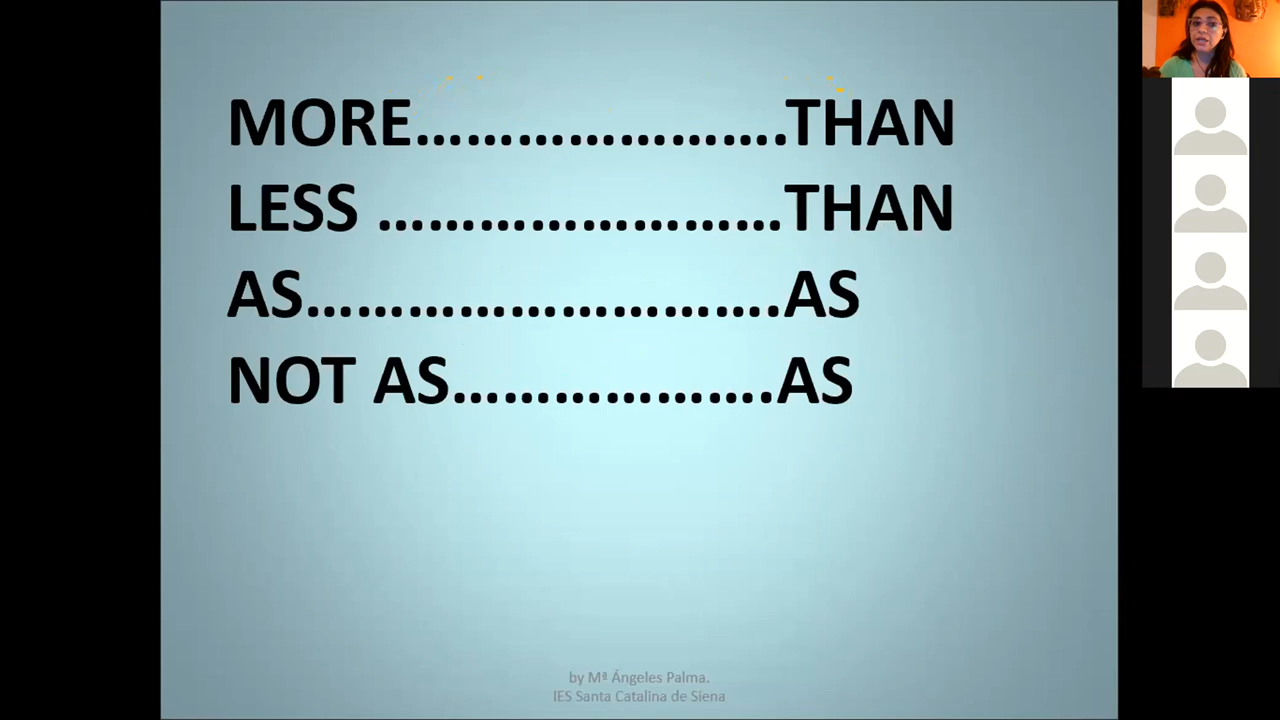 MORE………………….THAN
LESS ……………………THAN
AS……………………….AS
NOT AS……………….AS
by Mª Ángeles Palma.
IES Santa Catalina de Siena